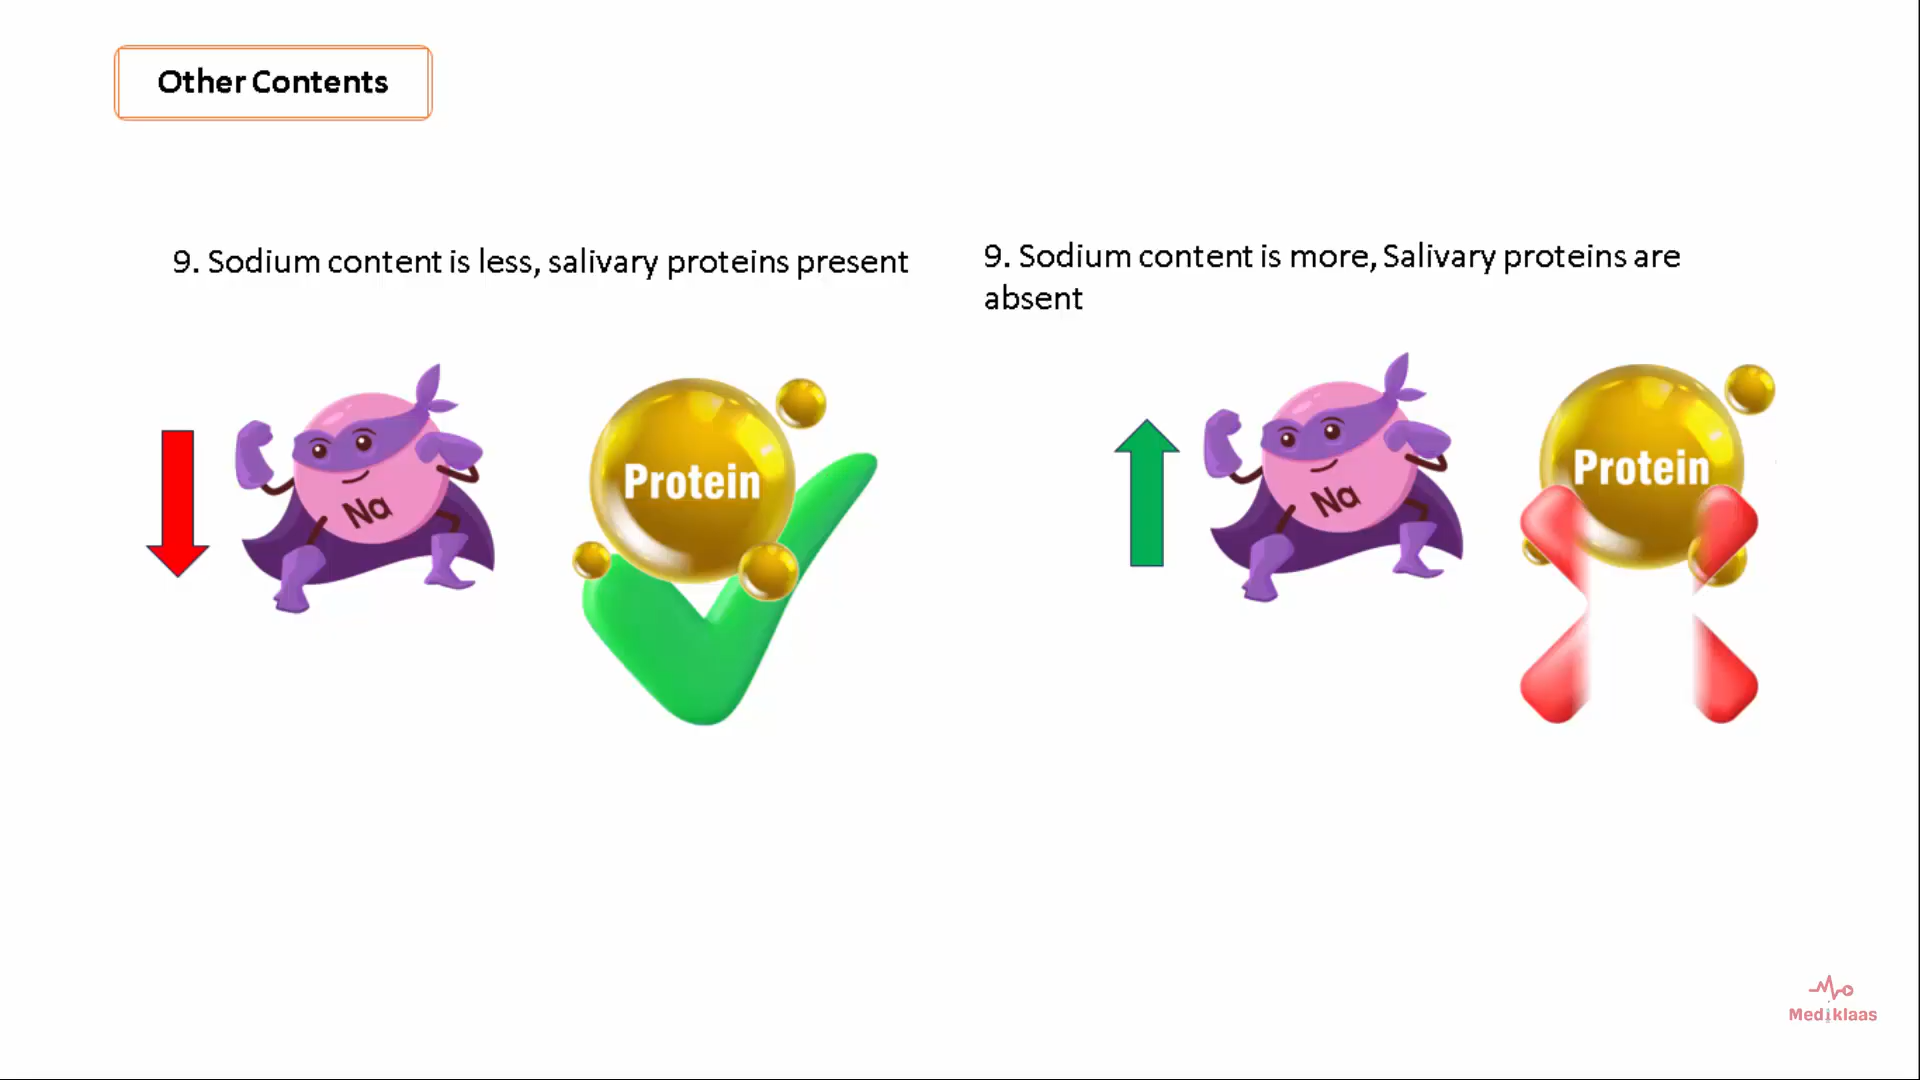 Other Contents
9. Sodium content is less, salivary proteins present
9. Sodium content is more, Salivary proteins are
absent
Na
Protein
Na
Protein
Mediklaas